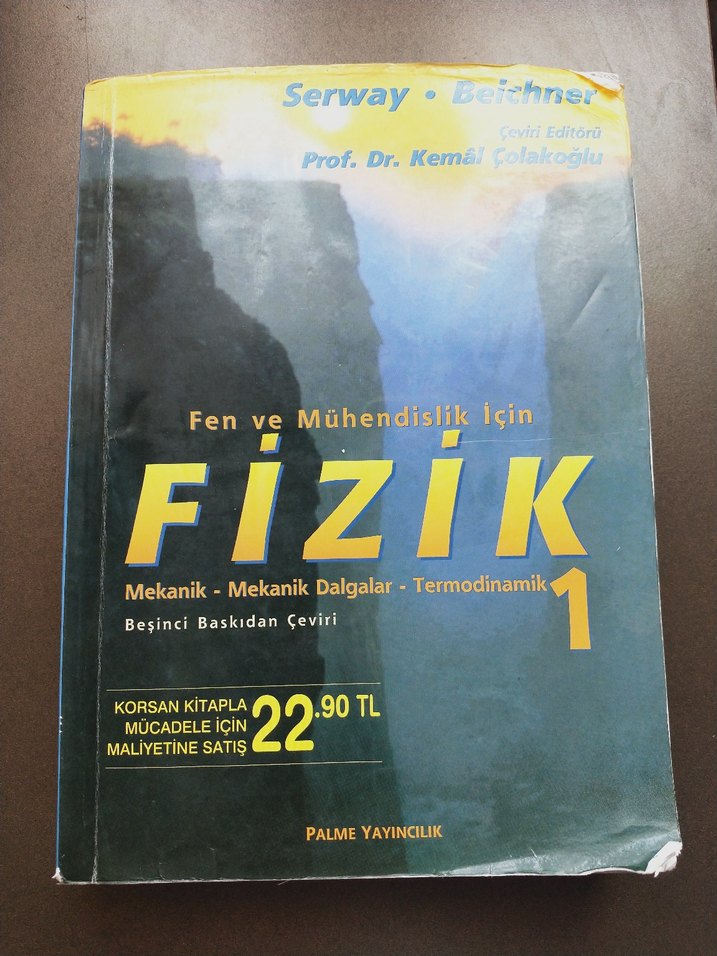 Serway • Beichner
Çeviri Editörü
Prof. Dr. Kemâl Çolakoğlu
Fen ve Mühendislik İçin
FİZİK
Mekanik - Mekanik Dalgalar - Termodinamik 1
Beşinci Baskıdan Çeviri
KORSAN KİTAPLA
MÜCADELE İÇİN
MALİYETİNE SATIŞ
22.90 TL
PALME YAYINCILIK